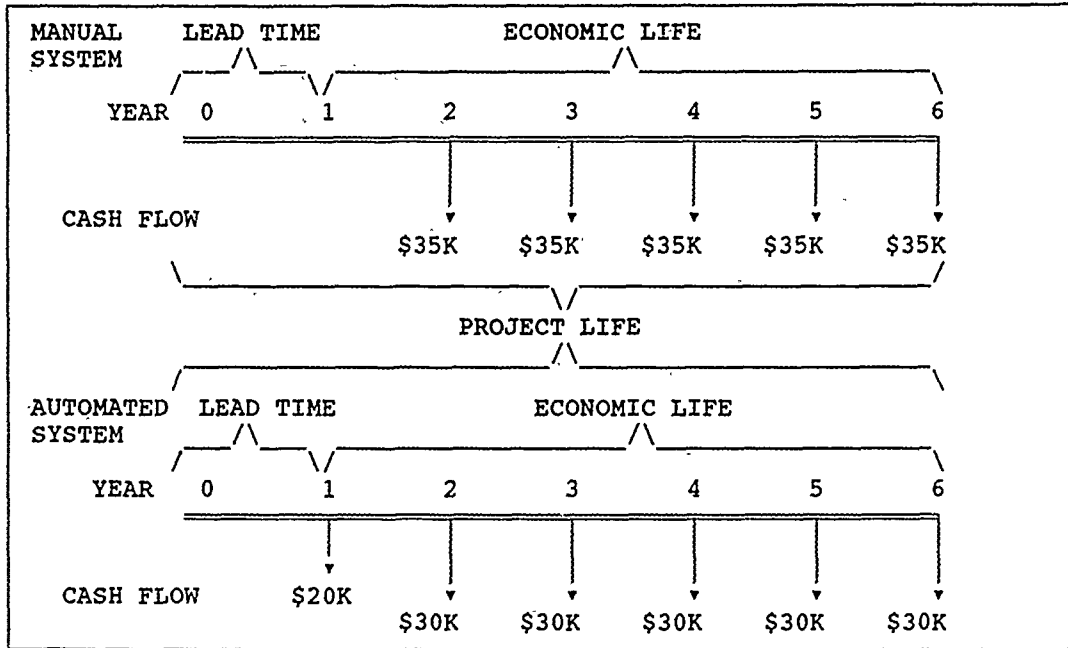 MANUAL LEAD TIME ECONOMIC LIFE
SYSTEM
YEAR 0 1 2 3 4 5 6
CASH FLOW
$35K $35K $35K $35K $35K
PROJECT LIFE
AUTOMATED LEAD TIME ECONOMIC LIFE
SYSTEM
YEAR 0 1 2 3 4 5 6
CASH FLOW $20K
$30K $30K $30K $30K $30K